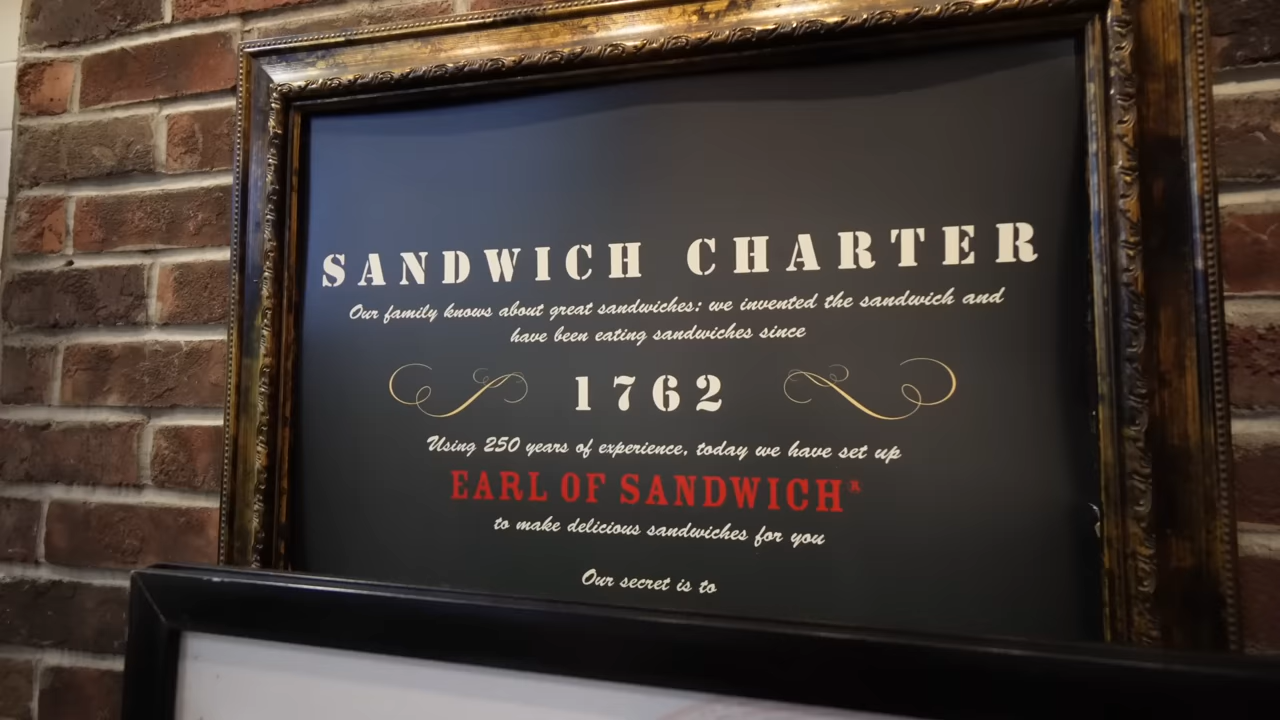 SANDWICH CHARTER
Our family knows about great sandwiches: we invented the sandwich and
have been eating sandwiches since
1762
Using 250 years of experience, today we have set up
EARL OF SANDWICH®
to make delicious sandwiches for you
Our secret is to